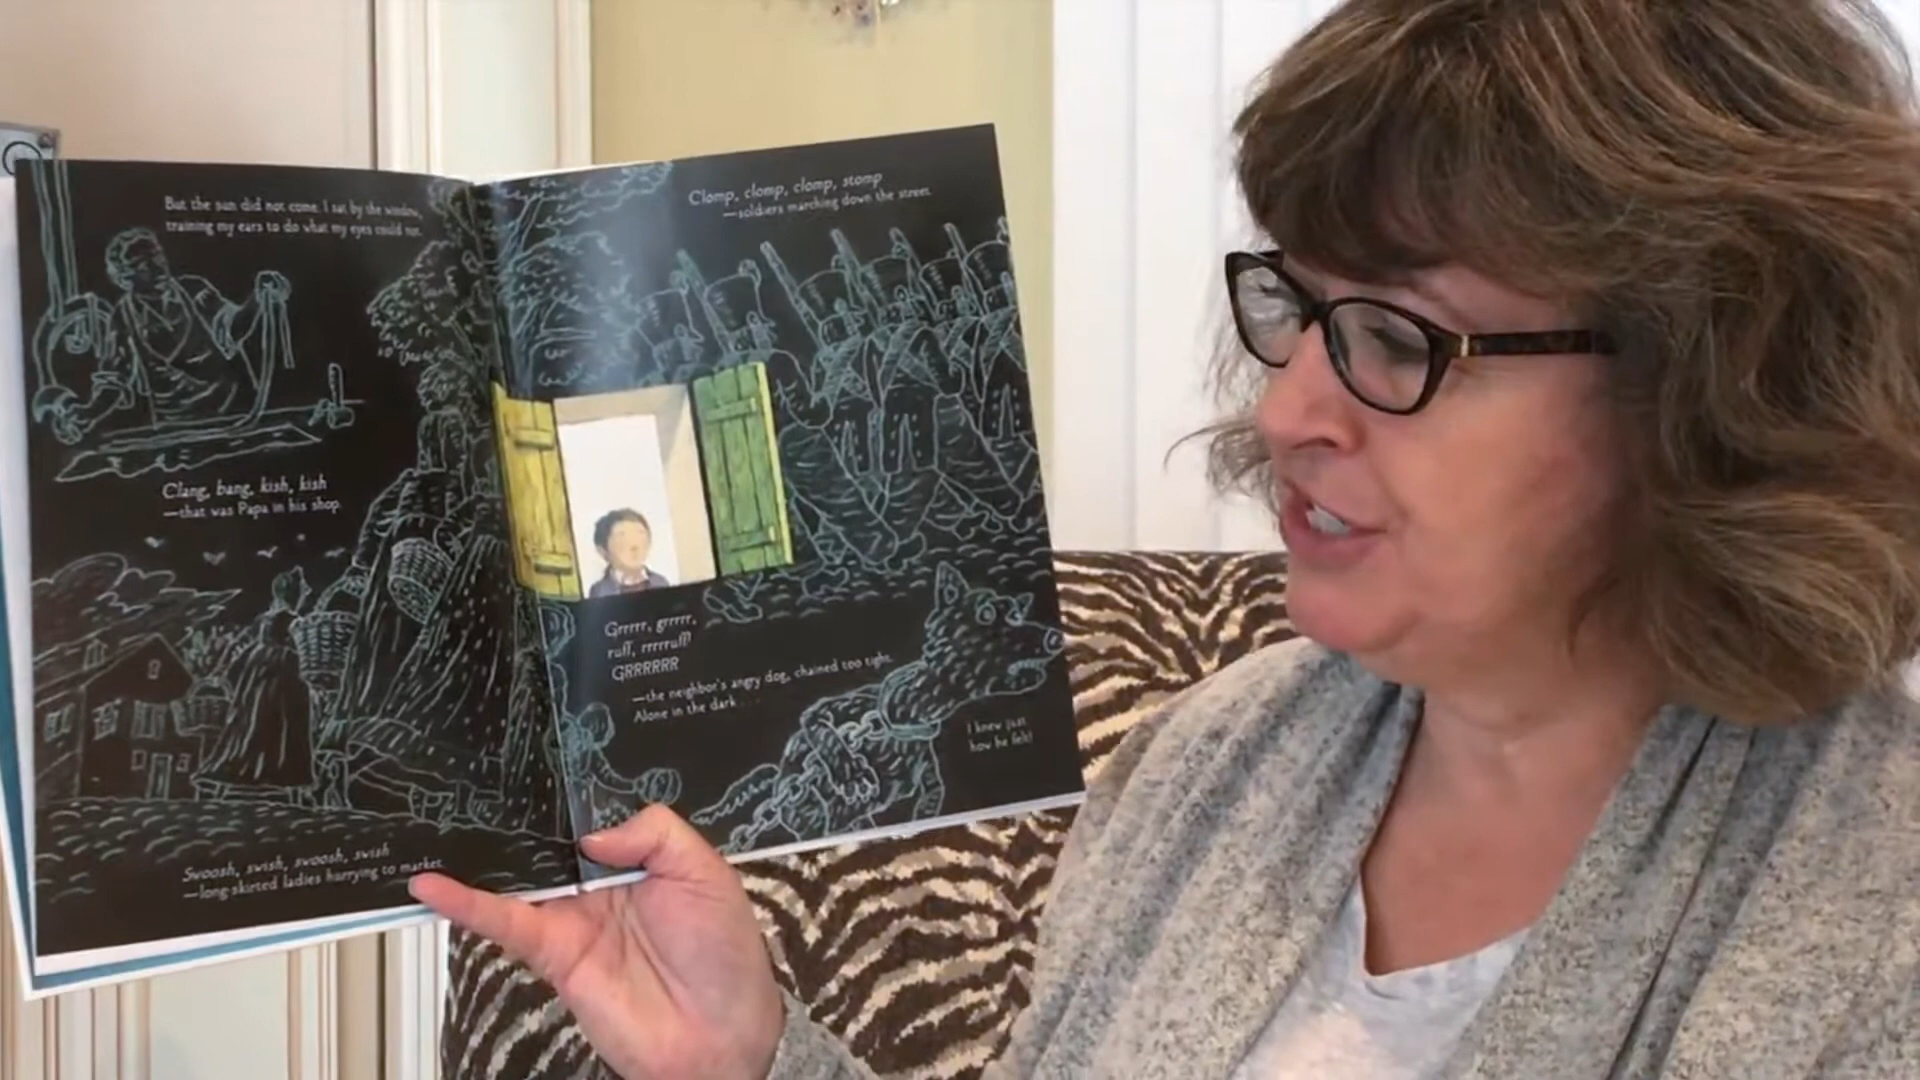 But the sun did not come. I sat by the window,
training my ears to do what my eyes could not.
Clang, bang, kish, kish
—that was Papa in his shop.
Swoosh, swish, swoosh, swish
—long-skirted ladies hurrying to market.
Clomp, clomp, clomp, stomp
—soldiers marching down the street.
Grrrrr, grrrrr,
ruff, rrrrruff!
GRRRRRR
—the neighbor's angry dog, chained too tight.
Alone in the dark . . .
I knew just
how he felt!